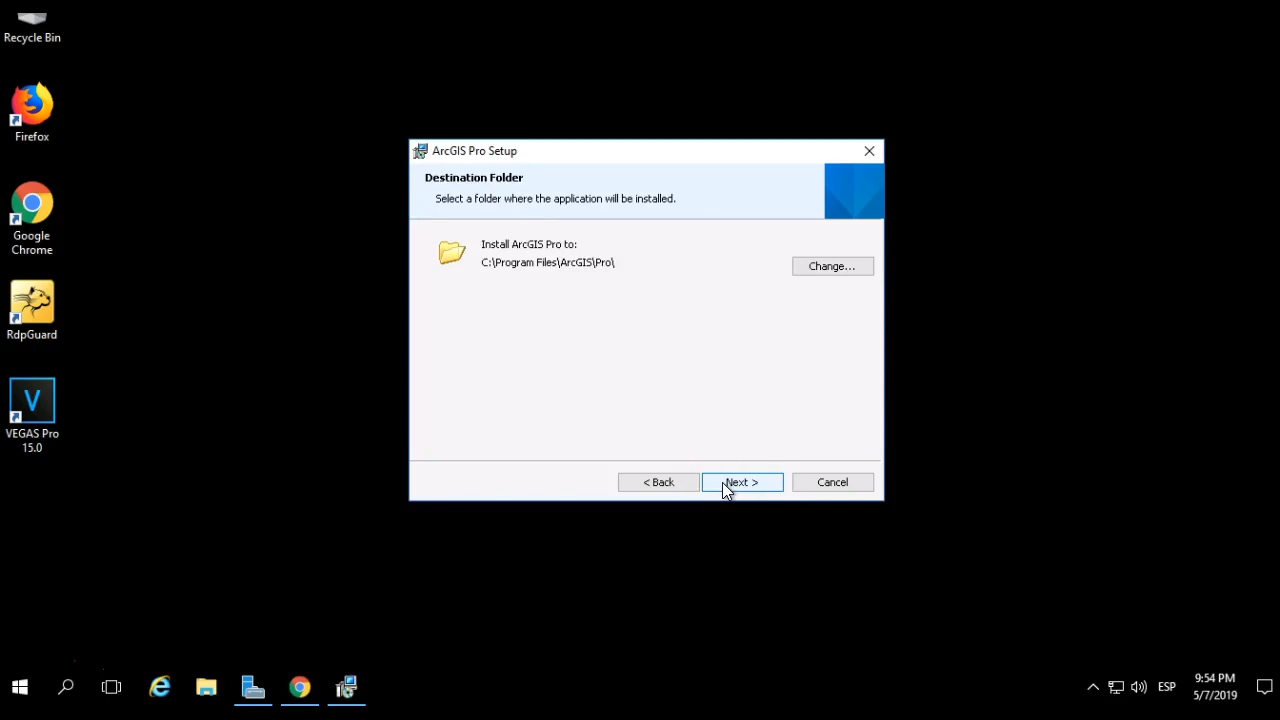 Recycle Bin
Firefox
Google
Chrome
RdpGuard
V
VEGAS Pro
15.0
ArcGIS Pro Setup
Destination Folder
Select a folder where the application will be installed.
Install ArcGIS Pro to:
C:\Program Files\ArcGIS\Pro\
Change...
< Back
Next >
Cancel
ESP
9:54 PM
5/7/2019